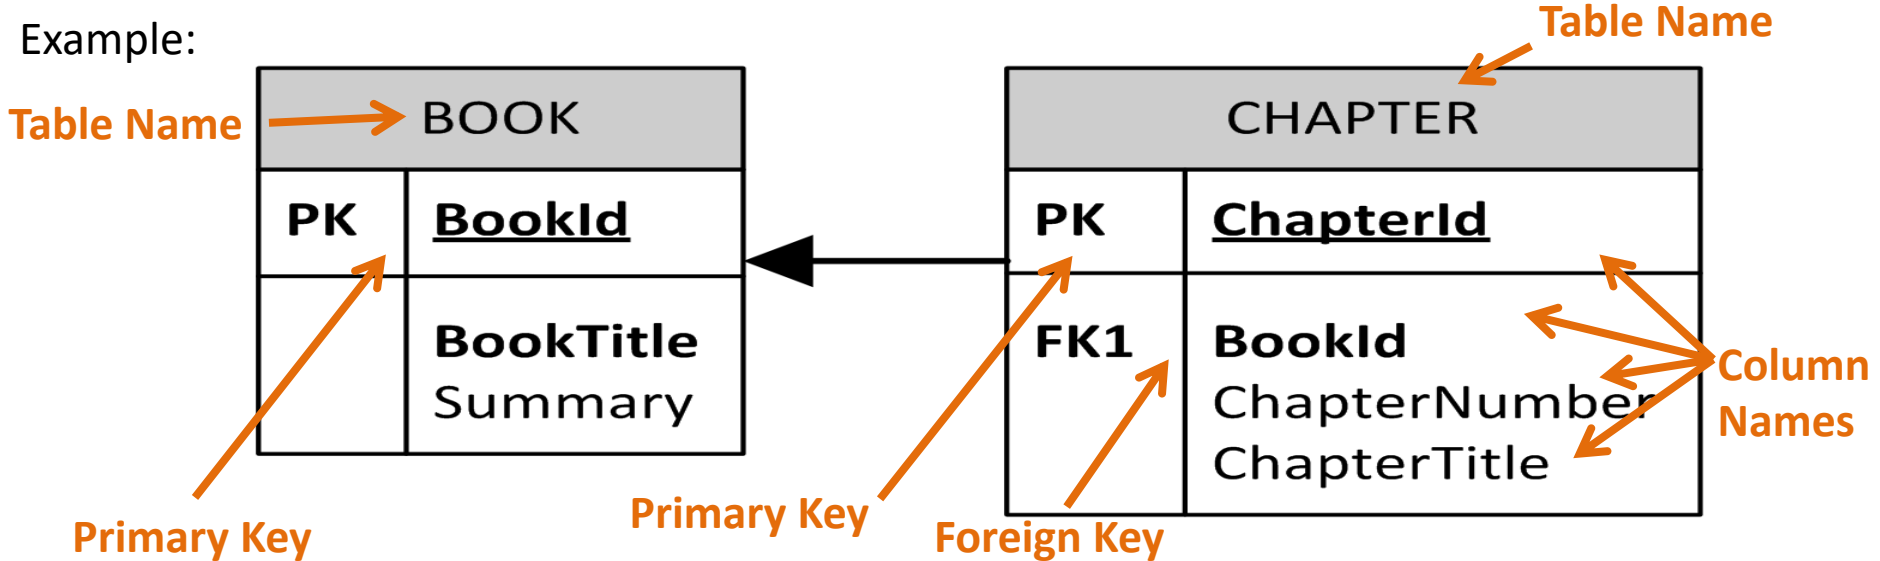 Example:
Table Name
BOOK
PK BookId
BookTitle
Summary
Primary Key
Table Name
CHAPTER
PK ChapterId
FK1 BookId
ChapterNumber
ChapterTitle
Primary Key
Foreign Key
Column
Names